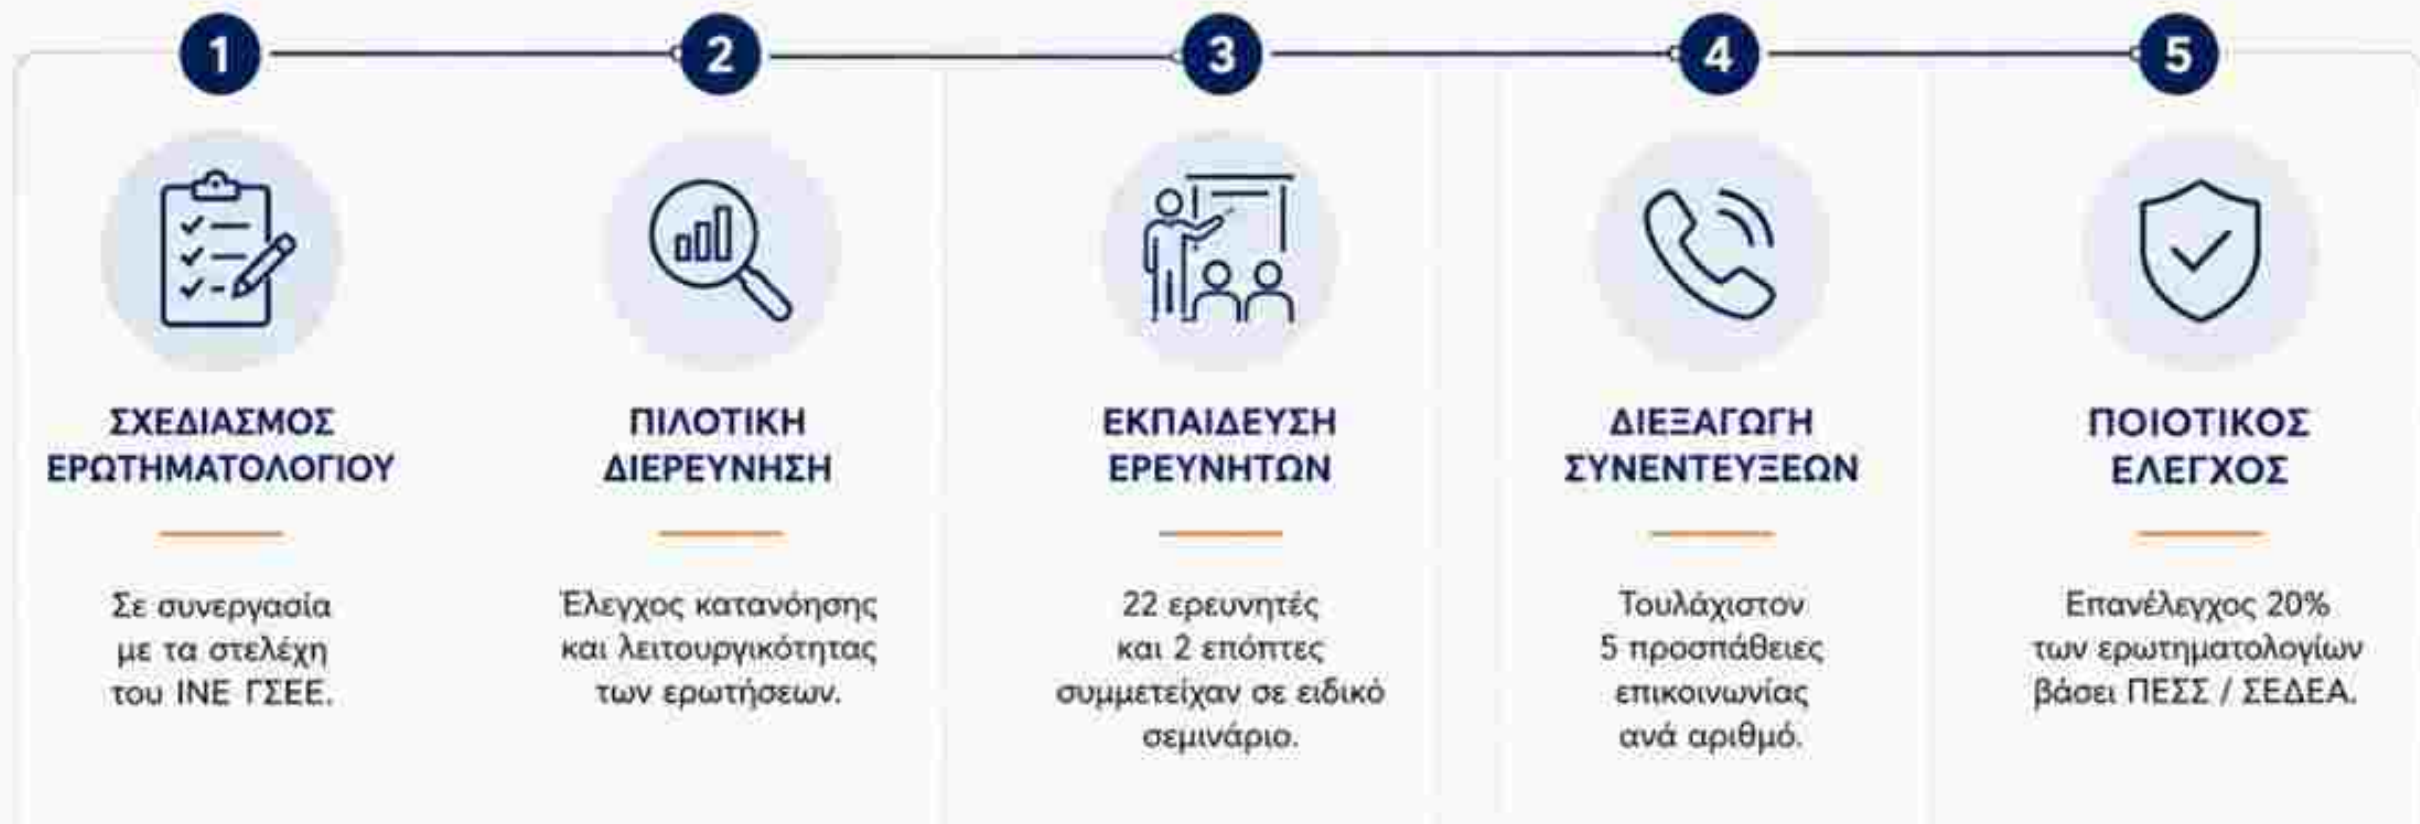 1
ΣΧΕΔΙΑΣΜΟΣ
ΕΡΩΤΗΜΑΤΟΛΟΓΙΟΥ
Σε συνεργασία
με τα στελέχη
του ΙΝΕ ΓΣΕΕ.
2
ΠΙΛΟΤΙΚΗ
ΔΙΕΡΕΥΝΗΣΗ
Έλεγχος κατανόησης
και λειτουργικότητας
των ερωτήσεων.
3
ΕΚΠΑΙΔΕΥΣΗ
ΕΡΕΥΝΗΤΩΝ
22 ερευνητές
και 2 επόπτες
συμμετείχαν σε ειδικό
σεμινάριο.
4
ΔΙΕΞΑΓΩΓΗ
ΣΥΝΕΝΤΕΥΞΕΩΝ
Τουλάχιστον
5 προσπάθειες
επικοινωνίας
ανά αριθμό.
5
ΠΟΙΟΤΙΚΟΣ
ΕΛΕΓΧΟΣ
Επανέλεγχος 20%
των ερωτηματολογίων
βάσει ΠΕΣΣ / ΣΕΔΕΑ.